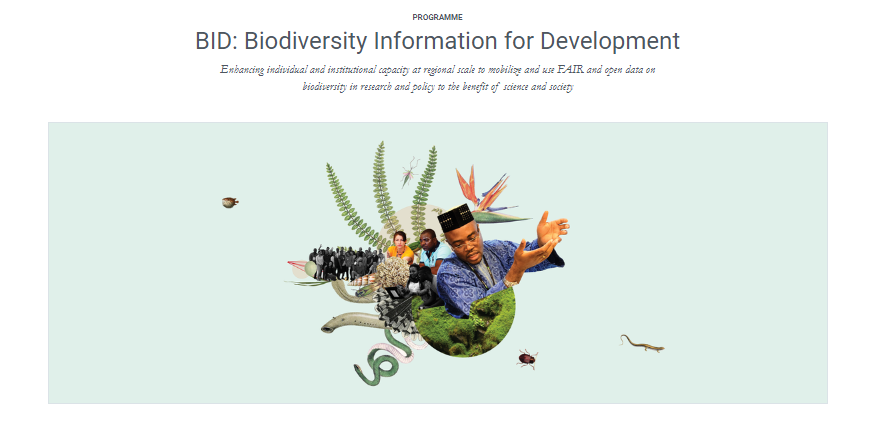 PROGRAMME
BID: Biodiversity Information for Development
Enhancing individual and institutional capacity at regional scale to mobilize and use FAIR and open data on
biodiversity in research and policy to the benefit of science and society